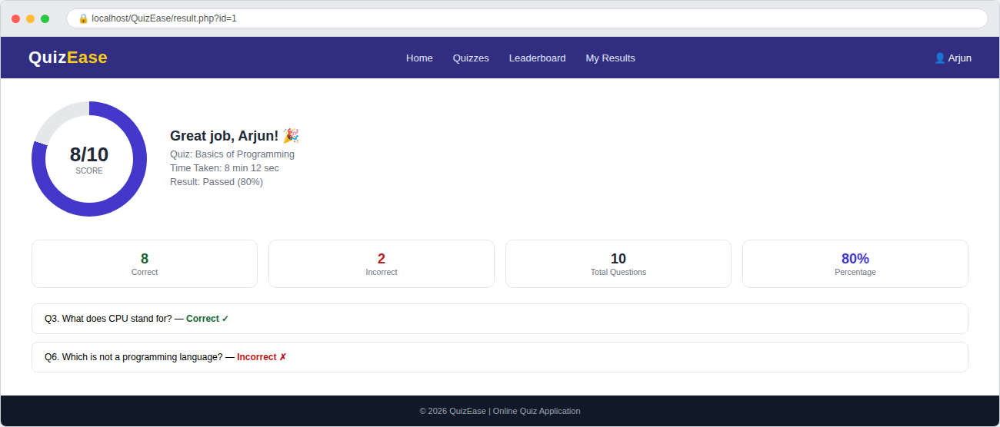 localhost/QuizEase/result.php?id=1
QuizEase Home Quizzes Leaderboard My Results Arjun
8/10
SCORE
Great job, Arjun! 🎉
Quiz: Basics of Programming
Time Taken: 8 min 12 sec
Result: Passed (80%)
8
Correct
2
Incorrect
10
Total Questions
80%
Percentage
Q3. What does CPU stand for? — Correct ✓
Q6. Which is not a programming language? — Incorrect ✗
© 2026 QuizEase | Online Quiz Application